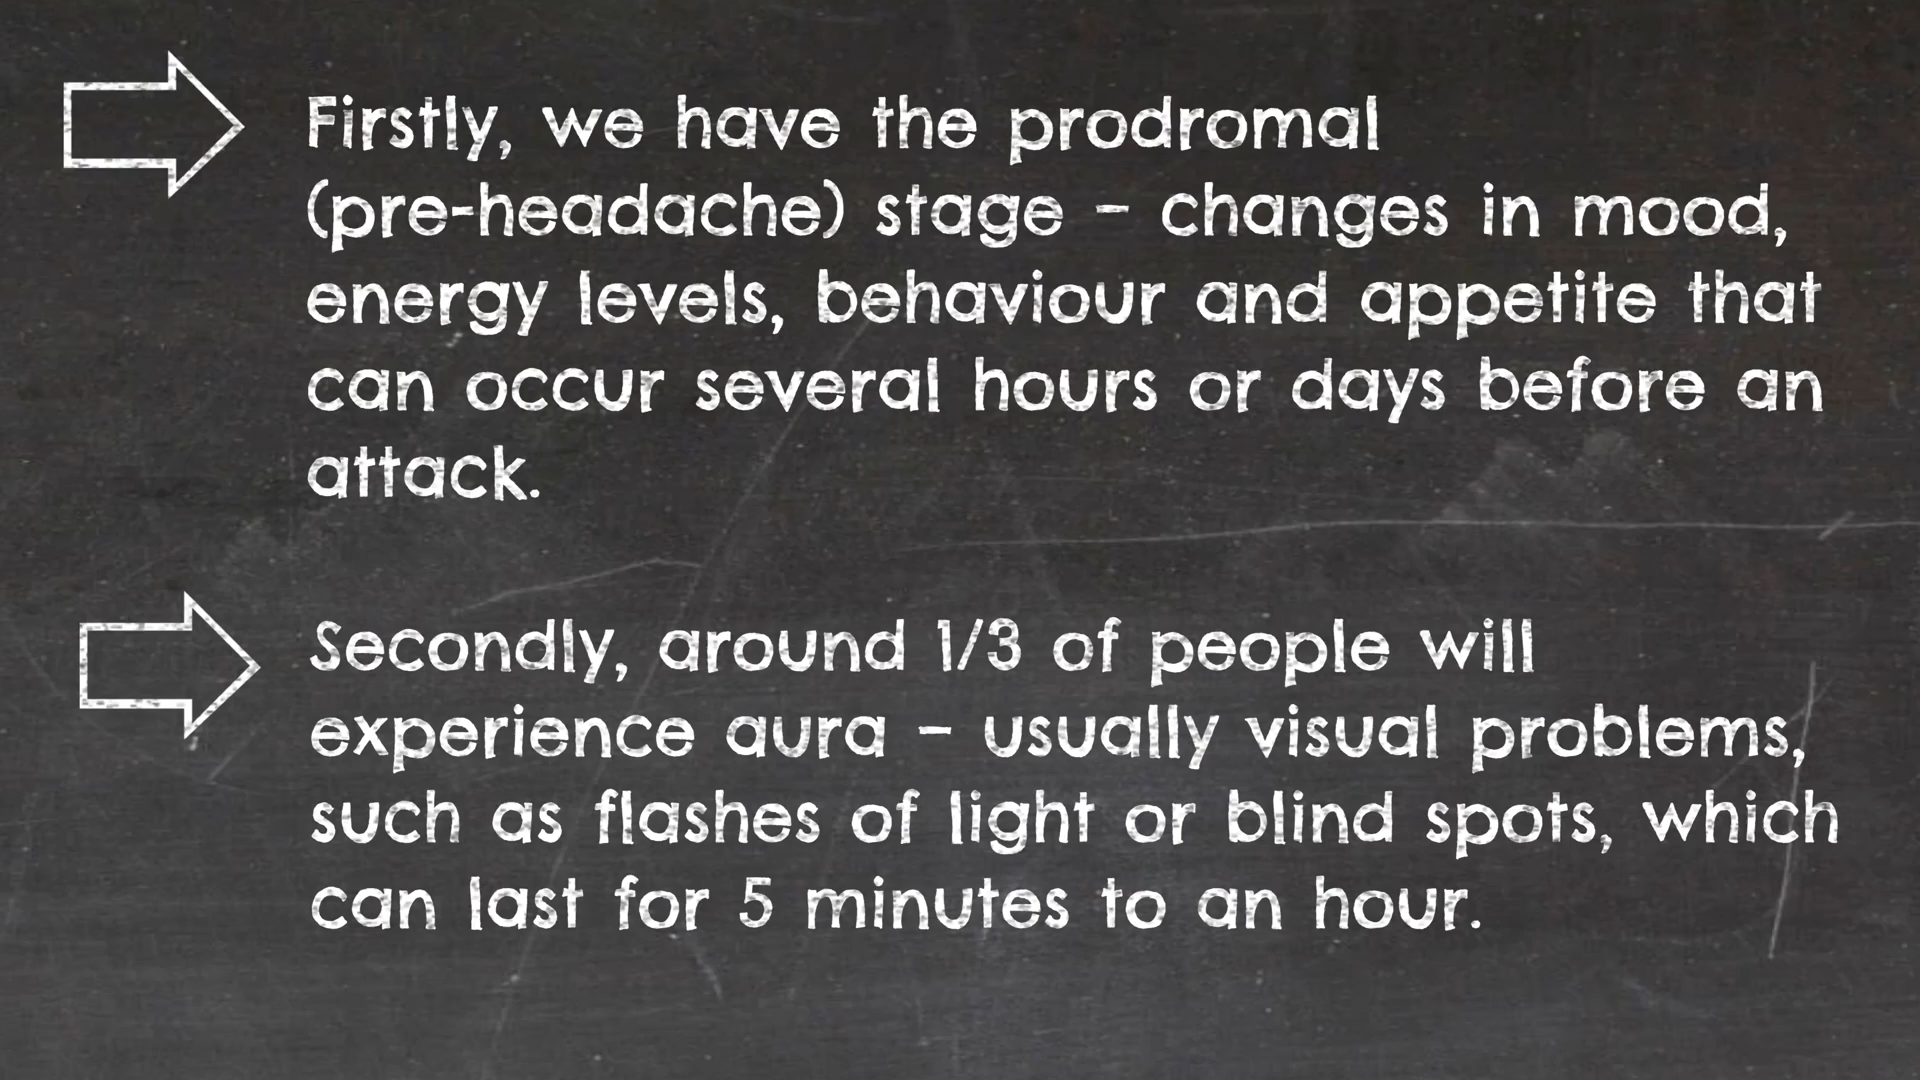 Firstly, we have the prodromal
(pre-headache) stage – changes in mood,
energy levels, behaviour and appetite that
can occur several hours or days before an
attack.
Secondly, around 1/3 of people will
experience aura – usually visual problems,
such as flashes of light or blind spots, which
can last for 5 minutes to an hour.